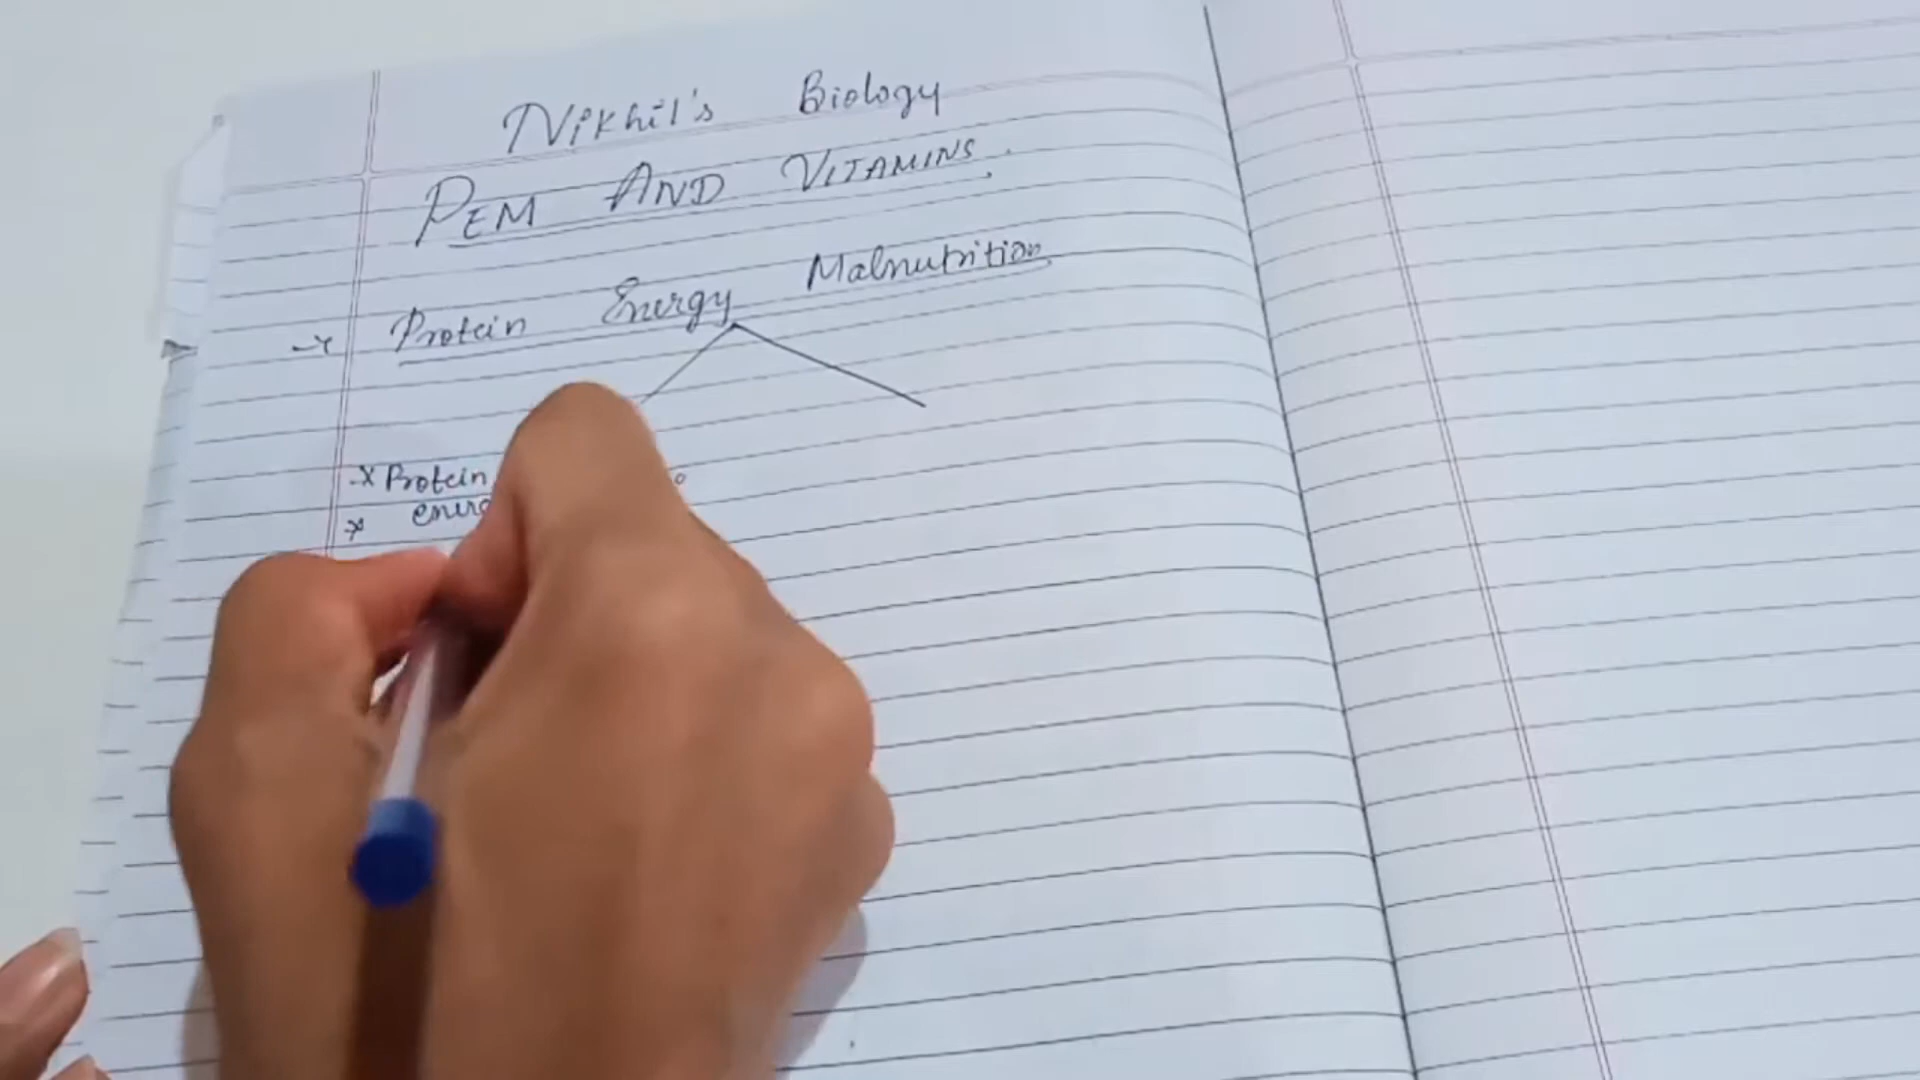 Nikhil's Biology
PEM AND VITAMINS.
Protein Energy Malnutrition
Protein